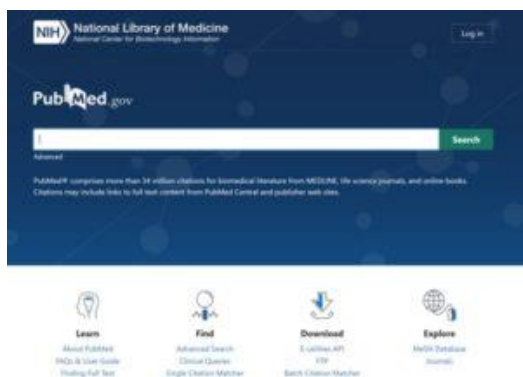 NIH National Library of Medicine
National Center for Biotechnology Information
Log in
PubMed.gov
Search
Advanced
PubMed® comprises more than 34 million citations for biomedical literature from MEDLINE, life science journals, and online books.
Citations may include links to full text content from PubMed Central and publisher web sites.
Learn
Find
Download
Explore
About PubMed
Advanced Search
E-utilities API
MeSH Database
FAQs & User Guide
Clinical Queries
FTP
Journals
Finding Full Text
Single Citation Matcher
Batch Citation Matcher